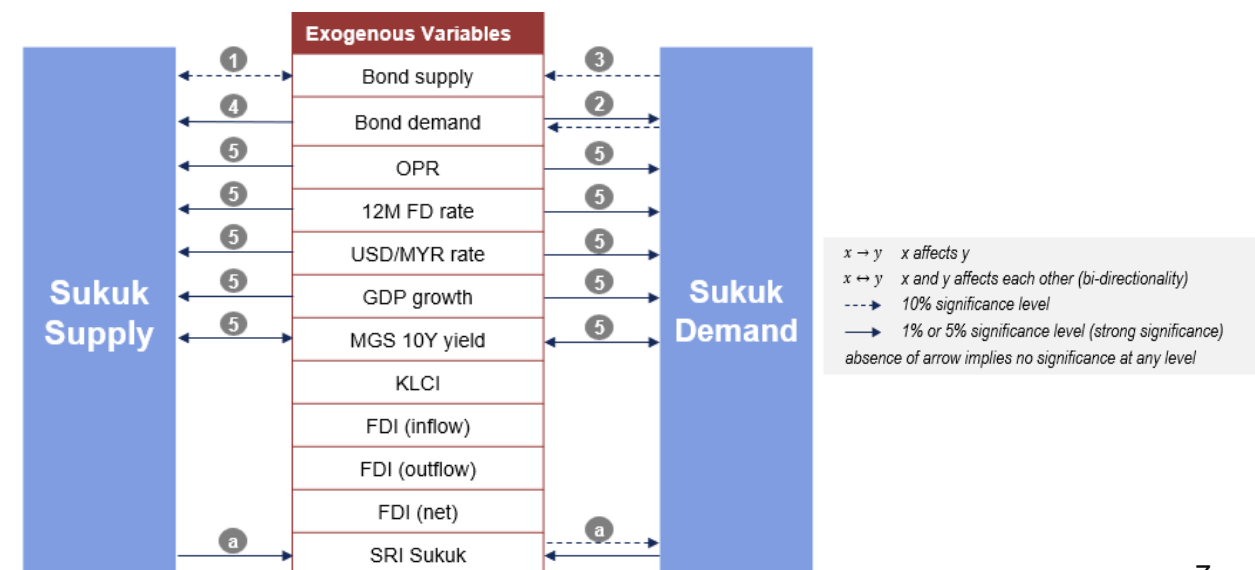 Exogenous Variables
1
Bond supply
3
4
Bond demand
2
5
OPR
5
5
12M FD rate
5
5
USD/MYR rate
5
Sukuk
Supply
5
GDP growth
5
Sukuk
Demand
5
MGS 10Y yield
5
KLCI
FDI (inflow)
FDI (outflow)
FDI (net)
a
SRI Sukuk
a
x → y x affects y
x ↔ y x and y affects each other (bi-directionality)
10% significance level
1% or 5% significance level (strong significance)
absence of arrow implies no significance at any level